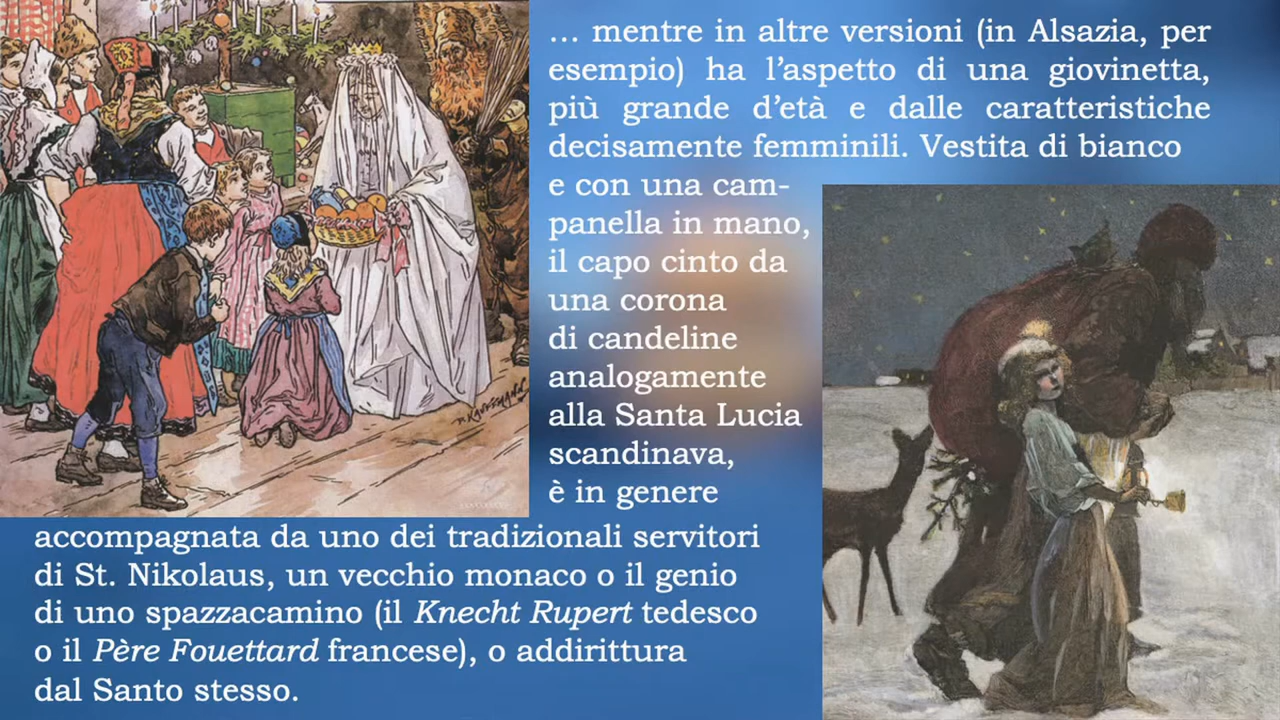 … mentre in altre versioni (in Alsazia, per
esempio) ha l’aspetto di una giovinetta,
più grande d’età e dalle caratteristiche
decisamente femminili. Vestita di bianco
e con una cam-
panella in mano,
il capo cinto da
una corona
di candeline
analogamente
alla Santa Lucia
scandinava,
è in genere
accompagnata da uno dei tradizionali servitori
di St. Nikolaus, un vecchio monaco o il genio
di uno spazzacamino (il Knecht Rupert tedesco
o il Père Fouettard francese), o addirittura
dal Santo stesso.